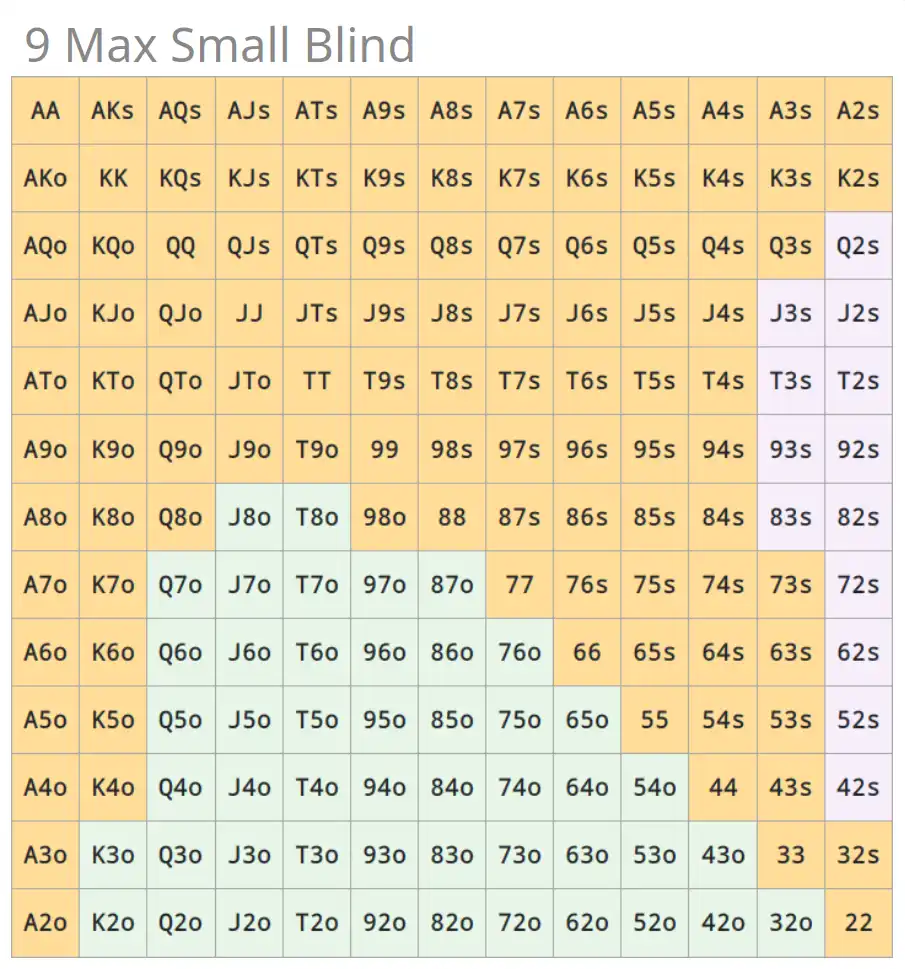 9 Max Small Blind
AA AKs AQs AJs ATs A9s A8s A7s A6s A5s A4s A3s A2s
AKo KK KQs KJs KTs K9s K8s K7s K6s K5s K4s K3s K2s
AQo KQo QQ QJs QTs Q9s Q8s Q7s Q6s Q5s Q4s Q3s Q2s
AJo KJo QJo JJ JTs J9s J8s J7s J6s J5s J4s J3s J2s
ATo KTo QTo JTo TT T9s T8s T7s T6s T5s T4s T3s T2s
A9o K9o Q9o J9o T9o 99 98s 97s 96s 95s 94s 93s 92s
A8o K8o Q8o J8o T8o 98o 88 87s 86s 85s 84s 83s 82s
A7o K7o Q7o J7o T7o 97o 87o 77 76s 75s 74s 73s 72s
A6o K6o Q6o J6o T6o 96o 86o 76o 66 65s 64s 63s 62s
A5o K5o Q5o J5o T5o 95o 85o 75o 65o 55 54s 53s 52s
A4o K4o Q4o J4o T4o 94o 84o 74o 64o 54o 44 43s 42s
A3o K3o Q3o J3o T3o 93o 83o 73o 63o 53o 43o 33 32s
A2o K2o Q2o J2o T2o 92o 82o 72o 62o 52o 42o 32o 22